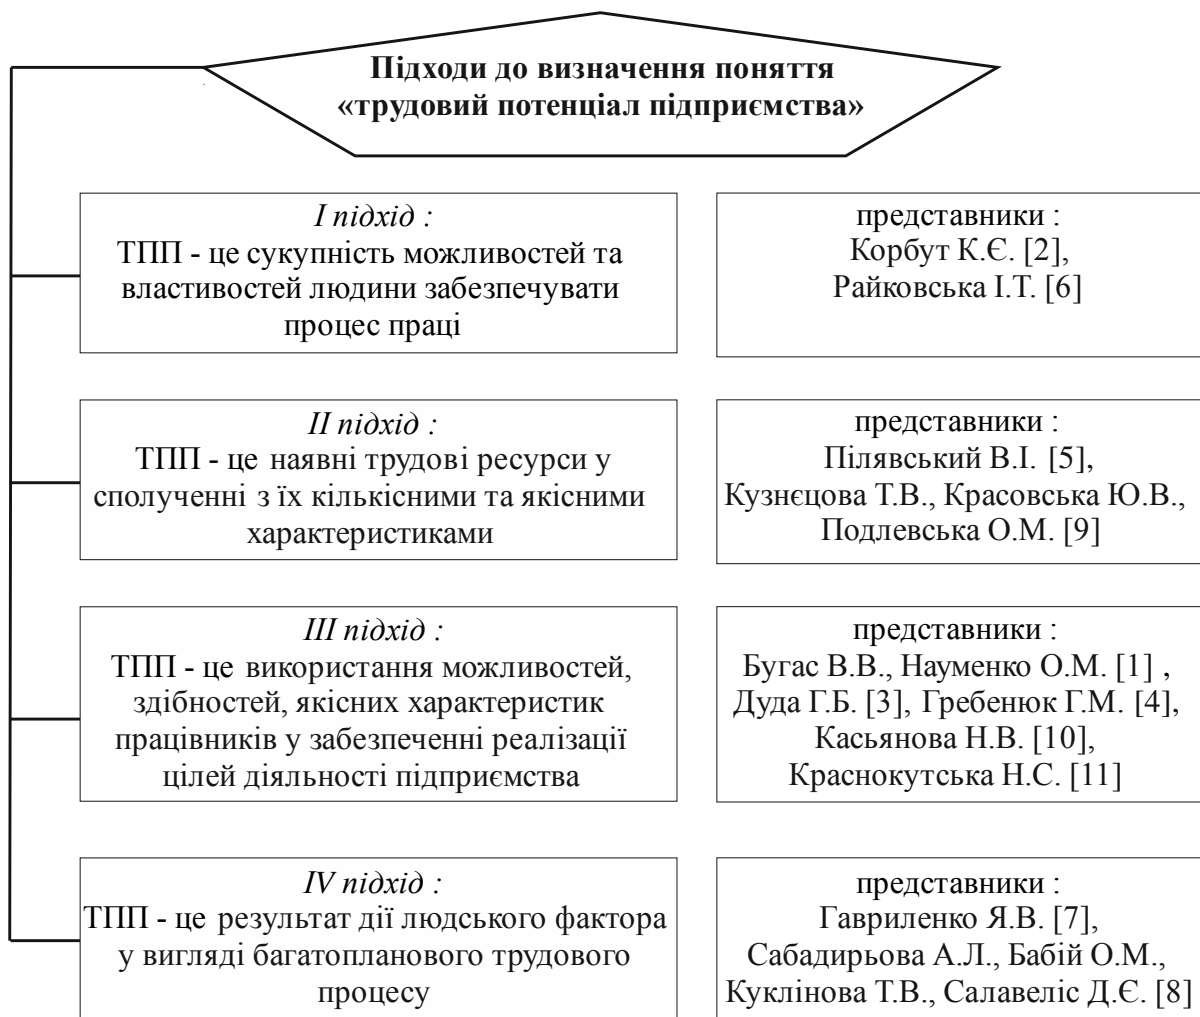 Підходи до визначення поняття
«трудовий потенціал підприємства»
І підхід :
ТПП - це сукупність можливостей та
властивостей людини забезпечувати
процес праці
представники :
Корбут К.Є. [2],
Райковська І.Т. [6]
ІІ підхід :
ТПП - це наявні трудові ресурси у
сполученні з їх кількісними та якісними
характеристиками
представники :
Пілявський В.І. [5],
Кузнєцова Т.В., Красовська Ю.В.,
Подлевська О.М. [9]
ІІІ підхід :
ТПП - це використання можливостей,
здібностей, якісних характеристик
працівників у забезпеченні реалізації
цілей діяльності підприємства
представники :
Бугас В.В., Науменко О.М. [1] ,
Дуда Г.Б. [3], Гребенюк Г.М. [4],
Касьянова Н.В. [10],
Краснокутська Н.С. [11]
IV підхід :
ТПП - це результат дії людського фактора
у вигляді багатопланового трудового
процесу
представники :
Гавриленко Я.В. [7],
Сабадирьова А.Л., Бабій О.М.,
Куклінова Т.В., Салавеліс Д.Є. [8]